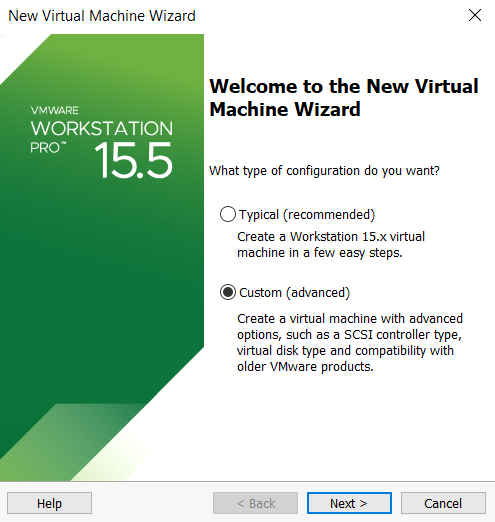 New Virtual Machine Wizard
VMWARE
WORKSTATION
PRO™
15.5
Welcome to the New Virtual
Machine Wizard
What type of configuration do you want?
Typical (recommended)
Create a Workstation 15.x virtual
machine in a few easy steps.
Custom (advanced)
Create a virtual machine with advanced
options, such as a SCSI controller type,
virtual disk type and compatibility with
older VMware products.
Help
< Back
Next >
Cancel